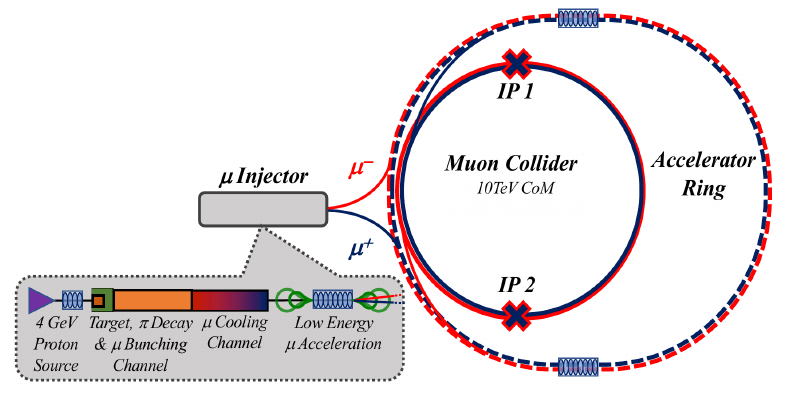 IP 1
μ Injector
μ⁻
Muon Collider
10TeV CoM
Accelerator
Ring
μ⁺
IP 2
4 GeV
Proton
Source
Target, π Decay
& μ Bunching
Channel
μ Cooling
Channel
Low Energy
μ Acceleration